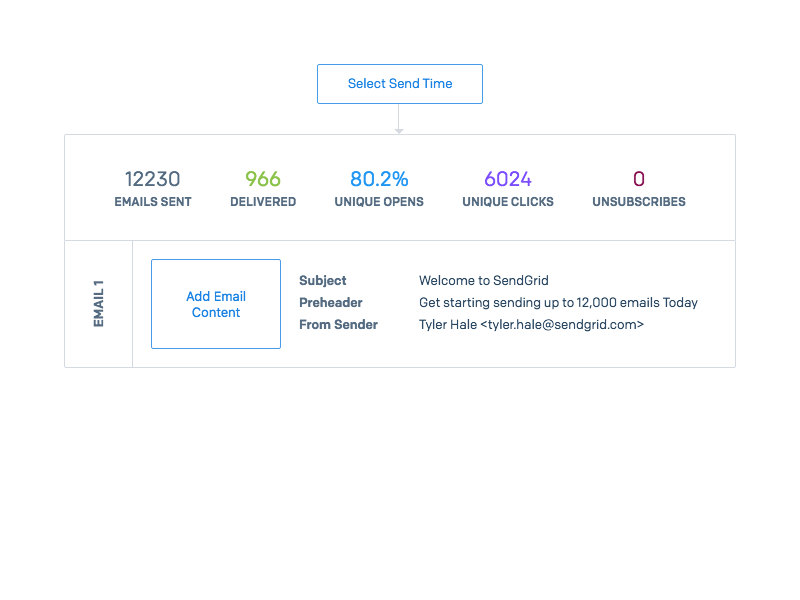 Select Send Time
12230 966 80.2% 6024 0
EMAILS SENT DELIVERED UNIQUE OPENS UNIQUE CLICKS UNSUBSCRIBES
EMAIL 1
Add Email
Content
Subject Welcome to SendGrid
Preheader Get starting sending up to 12,000 emails Today
From Sender Tyler Hale <tyler.hale@sendgrid.com>